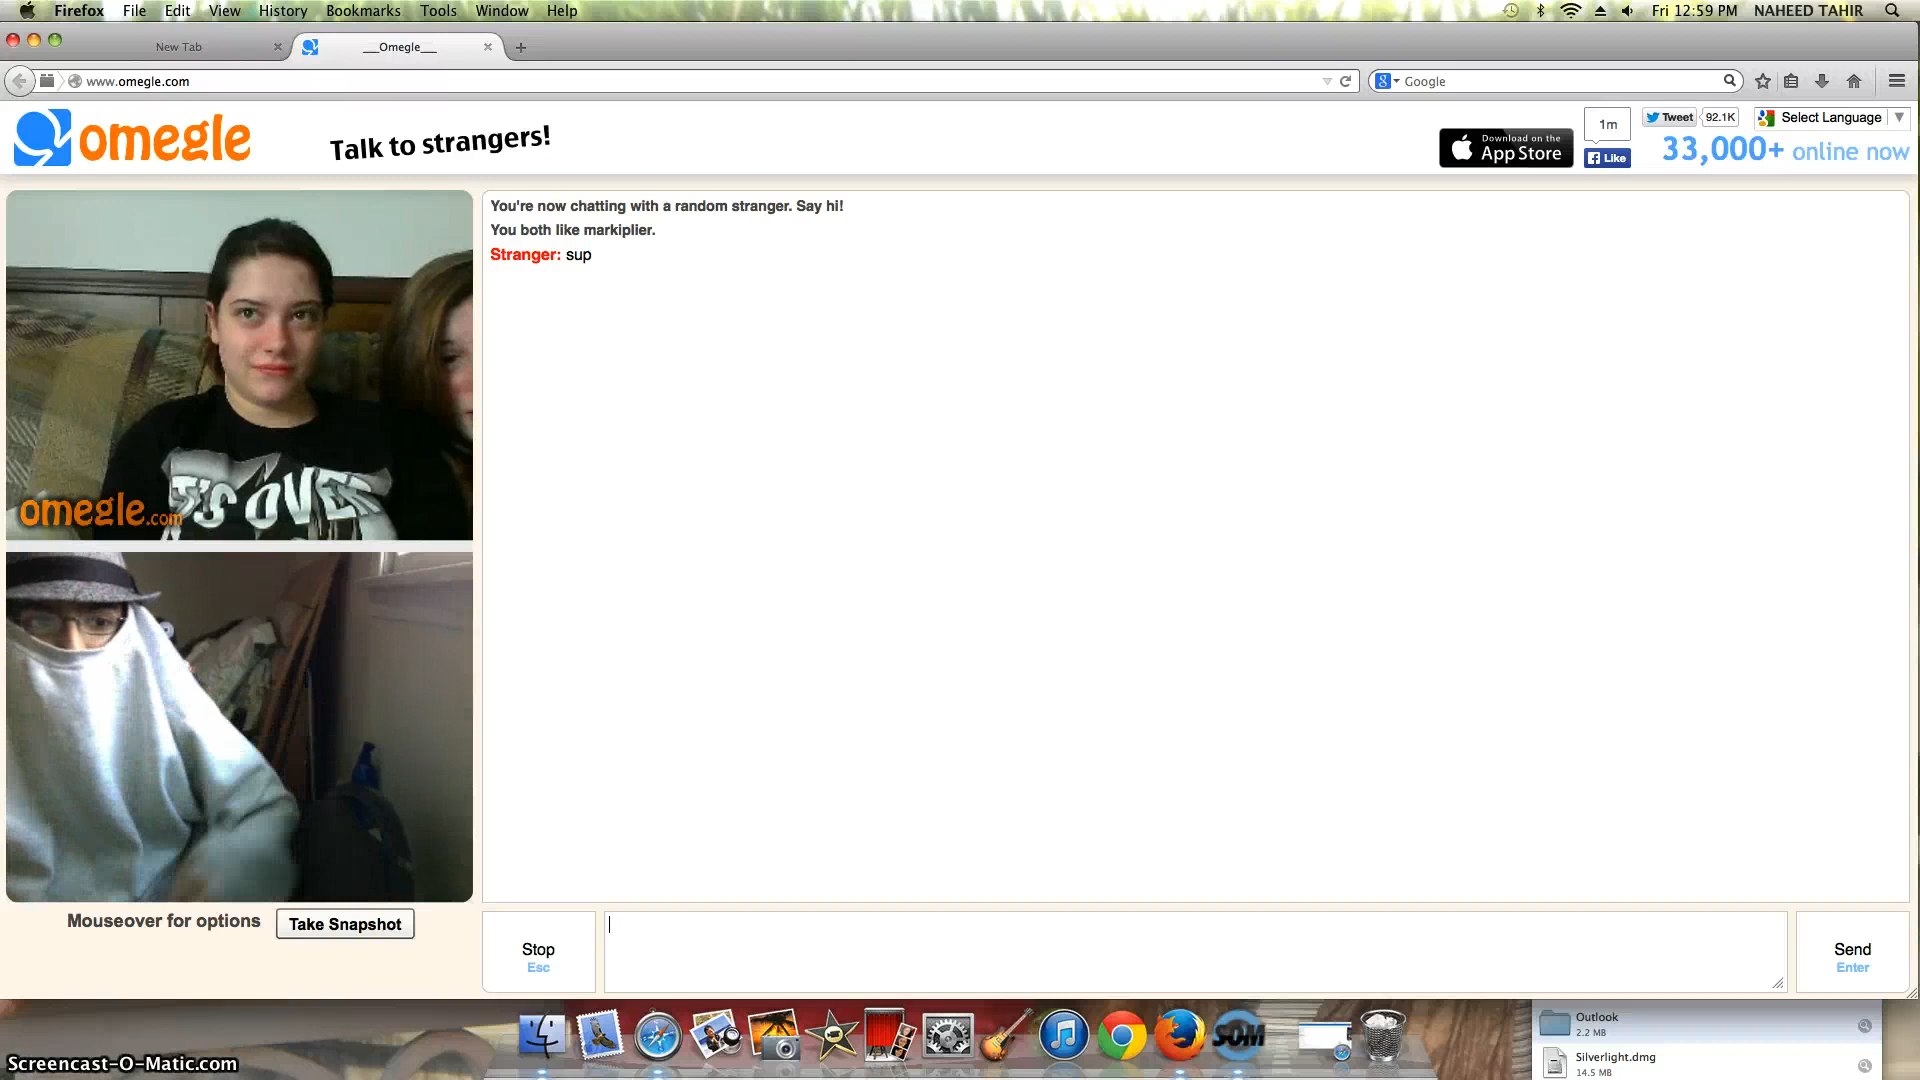 Firefox File Edit View History Bookmarks Tools Window Help
Fri 12:59 PM NAHEED TAHIR
New Tab
___Omegle___
www.omegle.com
Google
omegle
Talk to strangers!
Download on the
App Store
1m
Like
Tweet 92.1K
Select Language
33,000+ online now
You're now chatting with a random stranger. Say hi!
You both like markiplier.
Stranger: sup
IT'S OVER
omegle.com
Mouseover for options
Take Snapshot
Stop
Esc
Send
Enter
SOM
Outlook
2.2 MB
Silverlight.dmg
14.5 MB
Screencast-O-Matic.com